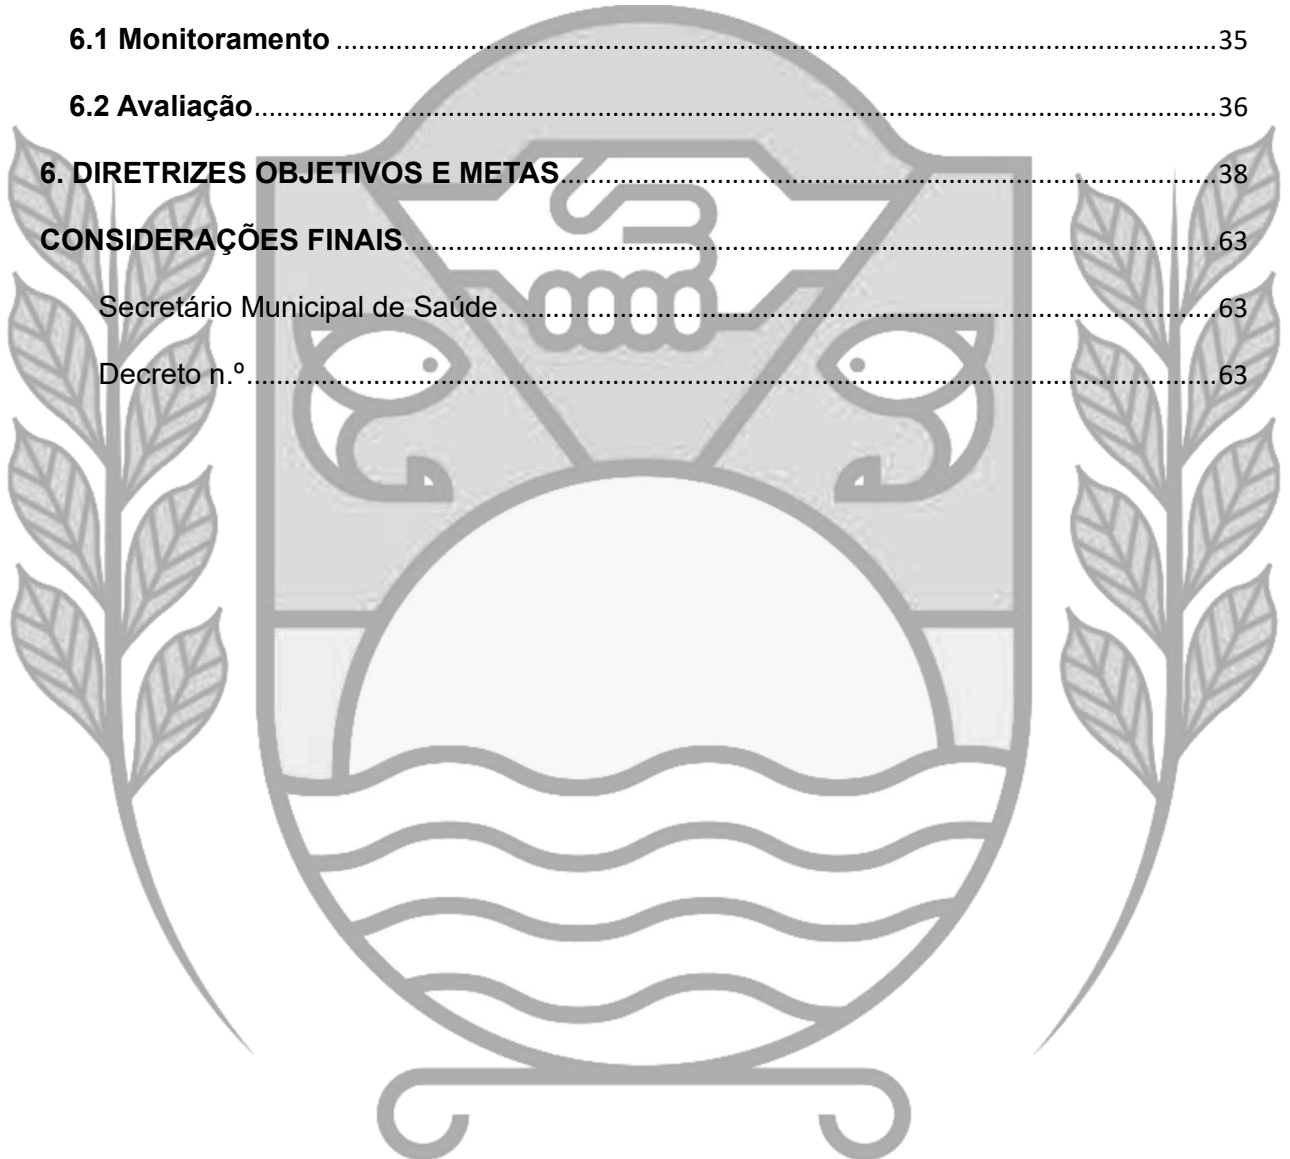 6.1 Monitoramento ........ 35
6.2 Avaliação ........ 36
6. DIRETRIZES OBJETIVOS E METAS ........ 38
CONSIDERAÇÕES FINAIS ........ 63
Secretário Municipal de Saúde ........ 63
Decreto n.º ........ 63